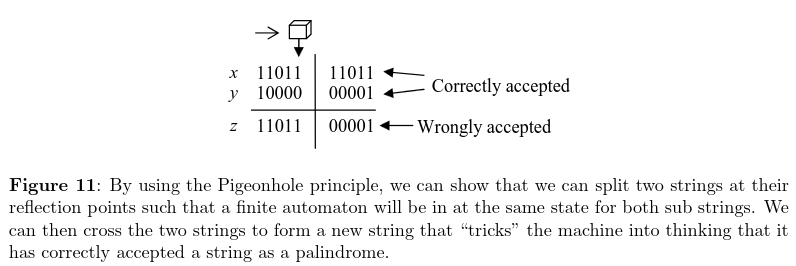 x 11011 11011
Correctly accepted
y 10000 00001
z 11011 00001 Wrongly accepted
Figure 11: By using the Pigeonhole principle, we can show that we can split two strings at their
reflection points such that a finite automaton will be in at the same state for both sub strings. We
can then cross the two strings to form a new string that “tricks” the machine into thinking that it
has correctly accepted a string as a palindrome.